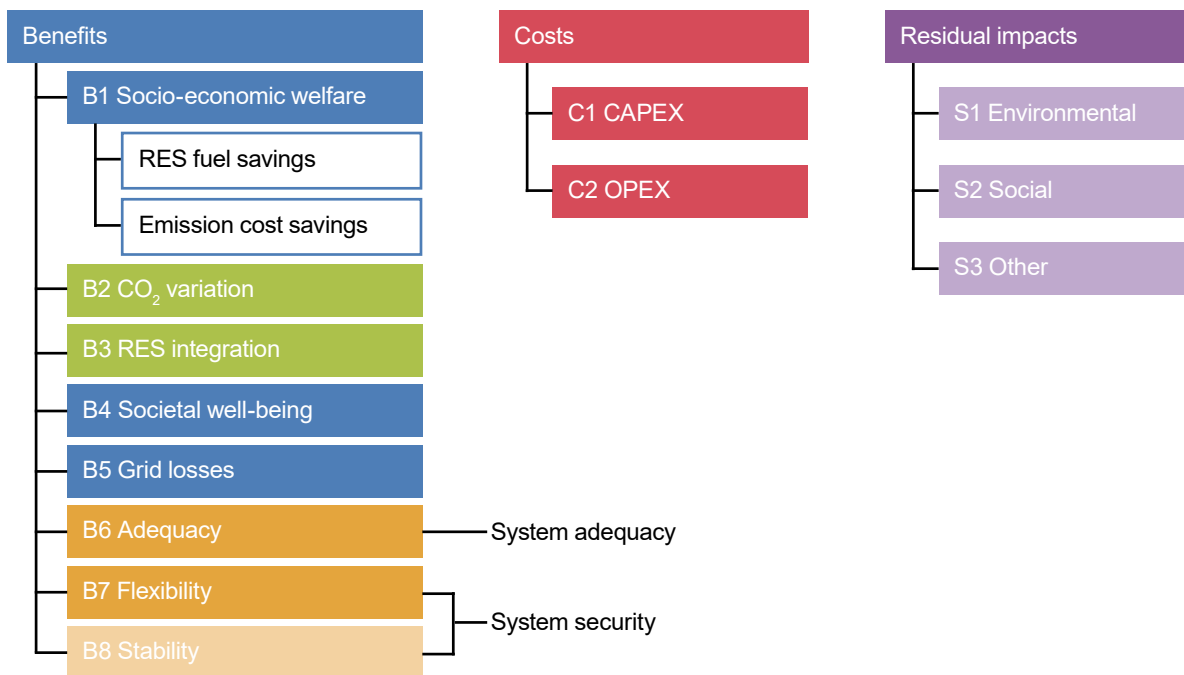 Benefits
B1 Socio-economic welfare
RES fuel savings
Emission cost savings
B2 CO₂ variation
B3 RES integration
B4 Societal well-being
B5 Grid losses
B6 Adequacy
System adequacy
B7 Flexibility
System security
B8 Stability
Costs
C1 CAPEX
C2 OPEX
Residual impacts
S1 Environmental
S2 Social
S3 Other